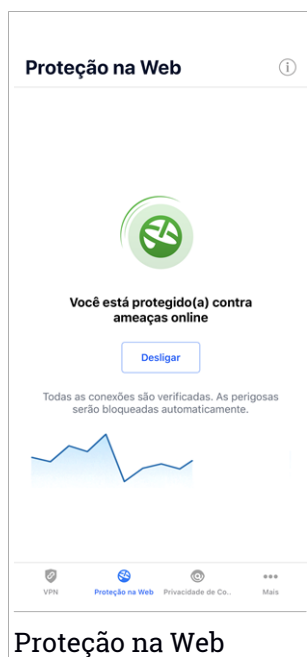 Proteção na Web
Você está protegido(a) contra
ameaças online
Desligar
Todas as conexões são verificadas. As perigosas
serão bloqueadas automaticamente.
VPN
Proteção na Web
Privacidade de Co..
Mais
Proteção na Web